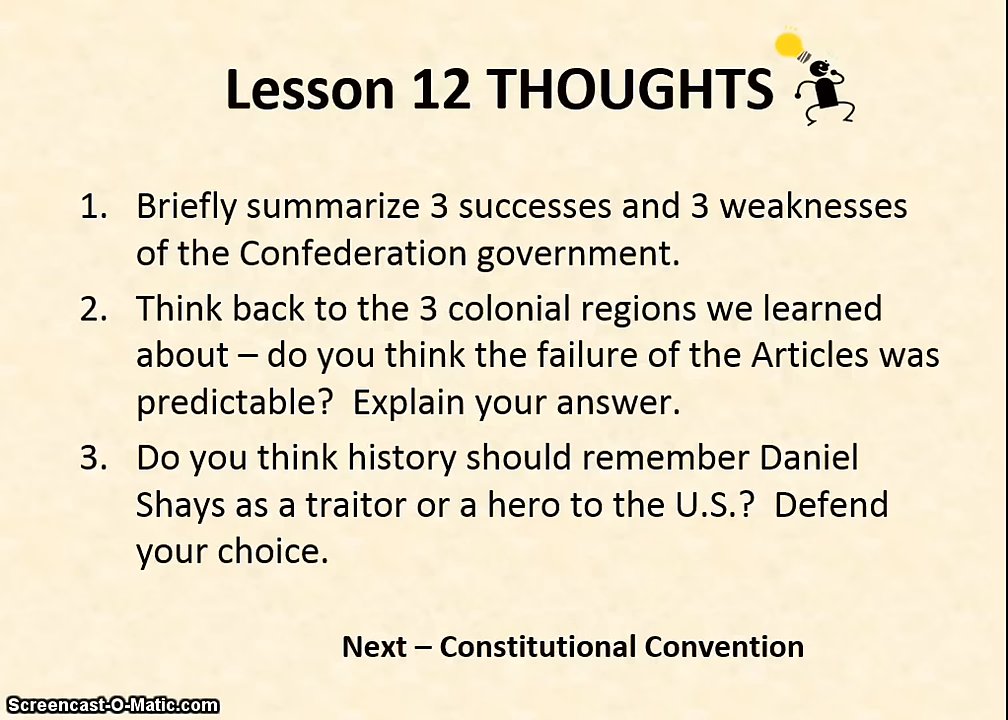 Lesson 12 THOUGHTS
1. Briefly summarize 3 successes and 3 weaknesses
of the Confederation government.
2. Think back to the 3 colonial regions we learned
about – do you think the failure of the Articles was
predictable?  Explain your answer.
3. Do you think history should remember Daniel
Shays as a traitor or a hero to the U.S.?  Defend
your choice.
Next – Constitutional Convention
Screencast-O-Matic.com